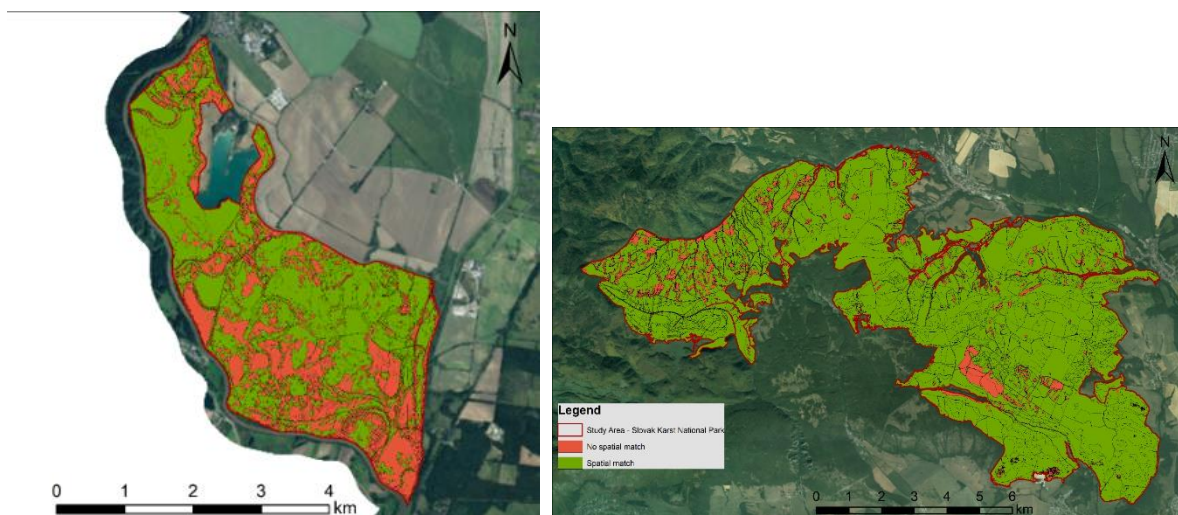 N
0 1 2 3 4
km
N
Legend
Study Area - Slovak Karst National Park
No spatial match
Spatial match
0 1 2 3 4 5 6
km